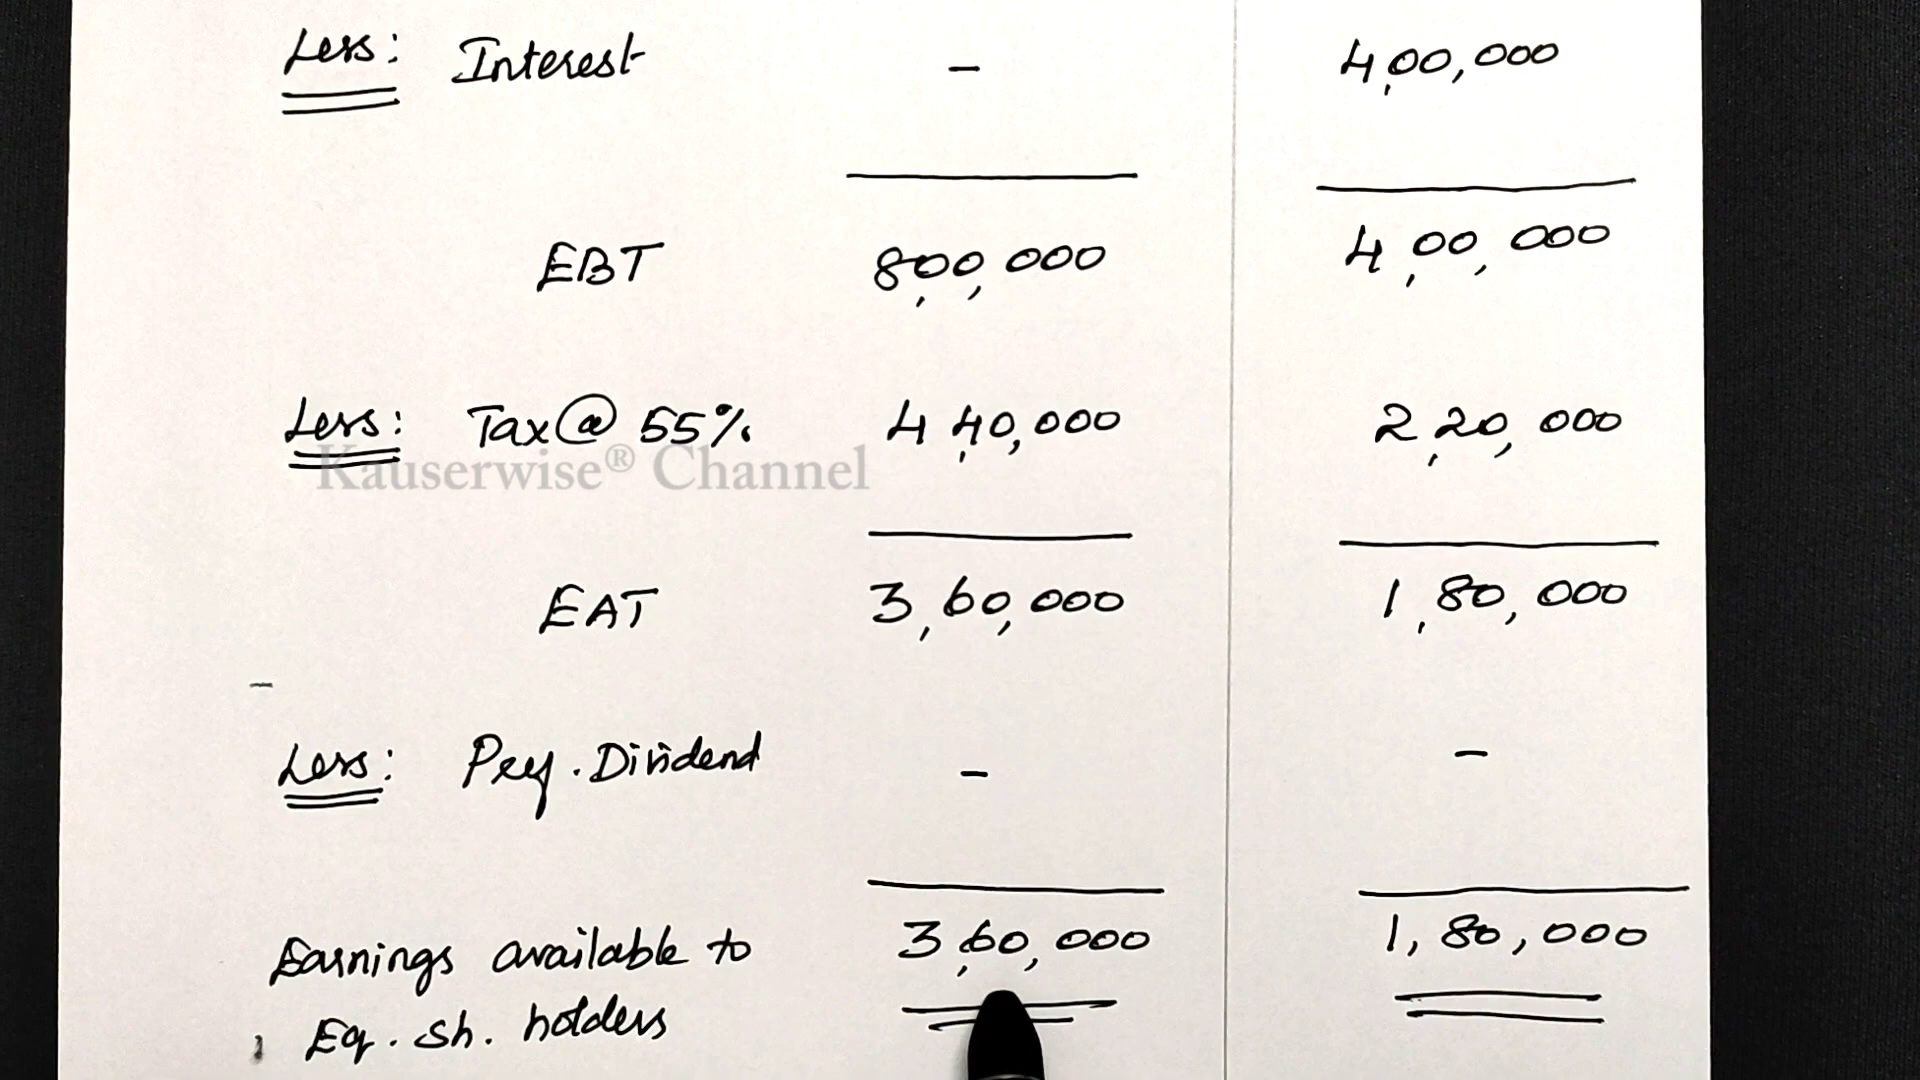 Less: Interest - 4,00,000
EBT 8,00,000 4,00,000
Less: Tax@ 55% 4,40,000 2,20,000
Kauserwise® Channel
EAT 3,60,000 1,80,000
Less: Pref. Dividend - -
Earnings available to 3,60,000 1,80,000
Eq. Sh. holders